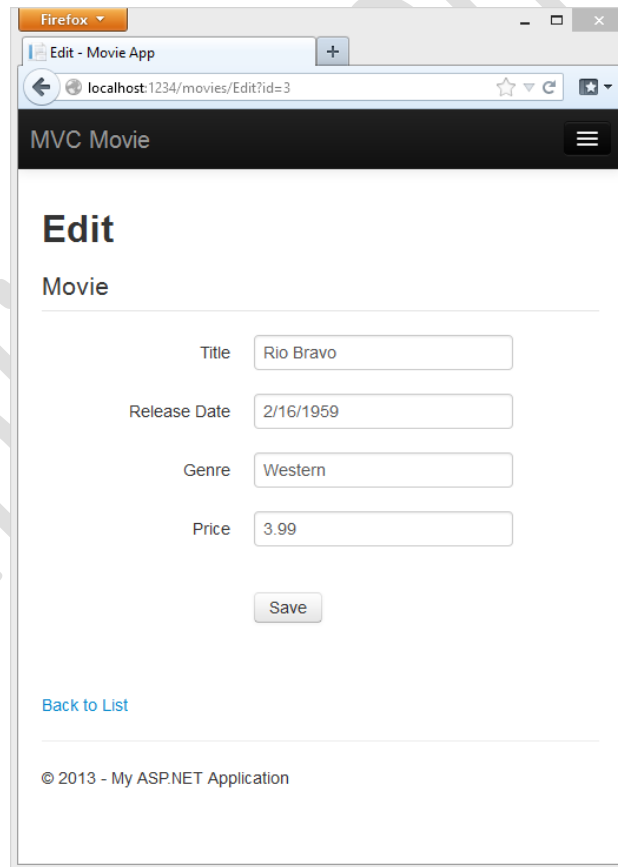 Firefox
Edit - Movie App
localhost:1234/movies/Edit?id=3
MVC Movie
Edit
Movie
Title Rio Bravo
Release Date 2/16/1959
Genre Western
Price 3.99
Save
Back to List
© 2013 - My ASP.NET Application